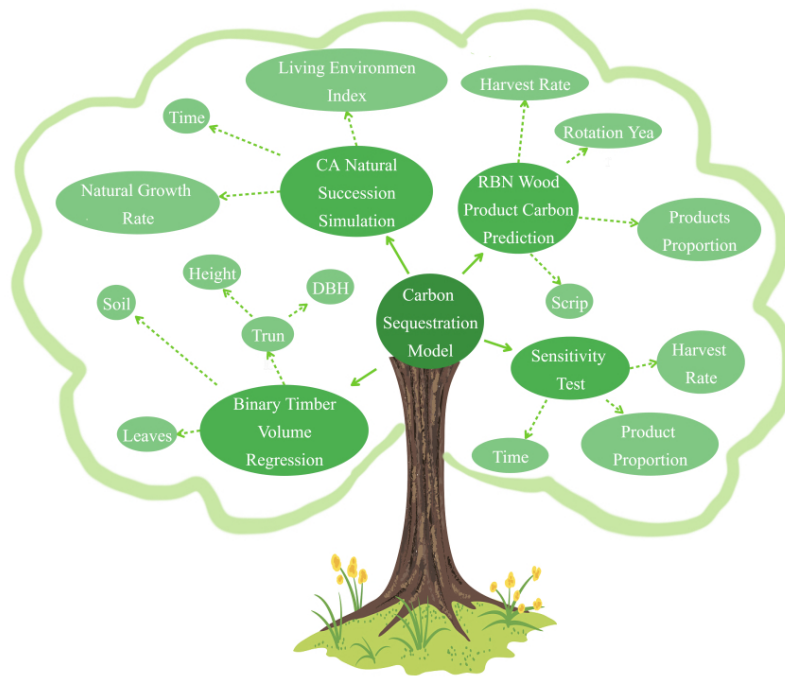 Living Environmen
Index
Harvest Rate
Time
Rotation Yea
CA Natural
Succession
Simulation
RBN Wood
Product Carbon
Prediction
Natural Growth
Rate
Products
Proportion
Height
DBH
Soil
Carbon
Sequestration
Model
Scrip
Trun
Sensitivity
Test
Harvest
Rate
Binary Timber
Volume
Regression
Leaves
Product
Proportion
Time